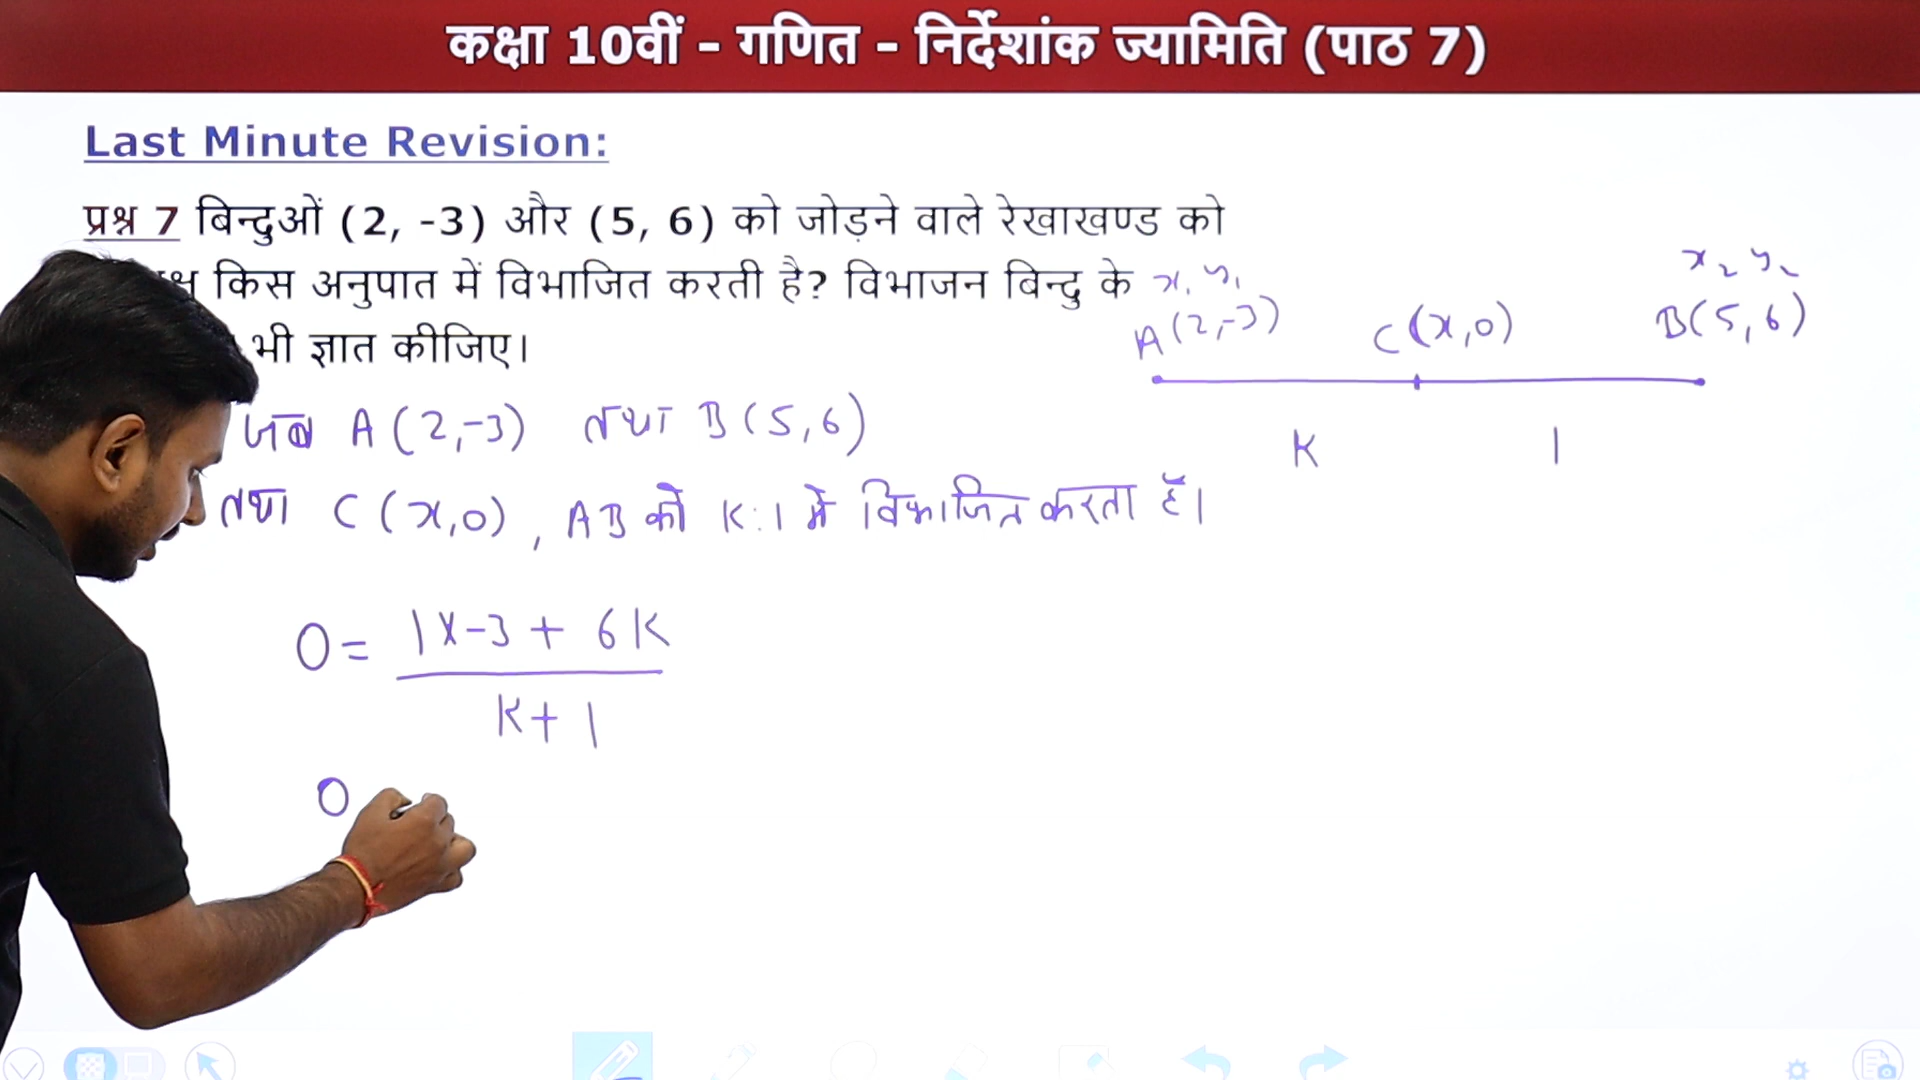 कक्षा 10वीं - गणित - निर्देशांक ज्यामिति (पाठ 7)
Last Minute Revision:
प्रश्न 7 बिन्दुओं (2, -3) और (5, 6) को जोड़ने वाले रेखाखण्ड को
किस अनुपात में विभाजित करती है? विभाजन बिन्दु के
भी ज्ञात कीजिए।
x₁ y₁
x₂ y₂
A(2,-3) C(x,0) B(5,6)
K 1
जब A(2,-3) तथा B(5,6)
तथा C(x,0), AB को K:1 में विभाजित करता है।
0 = 1x-3 + 6K
K+1
0